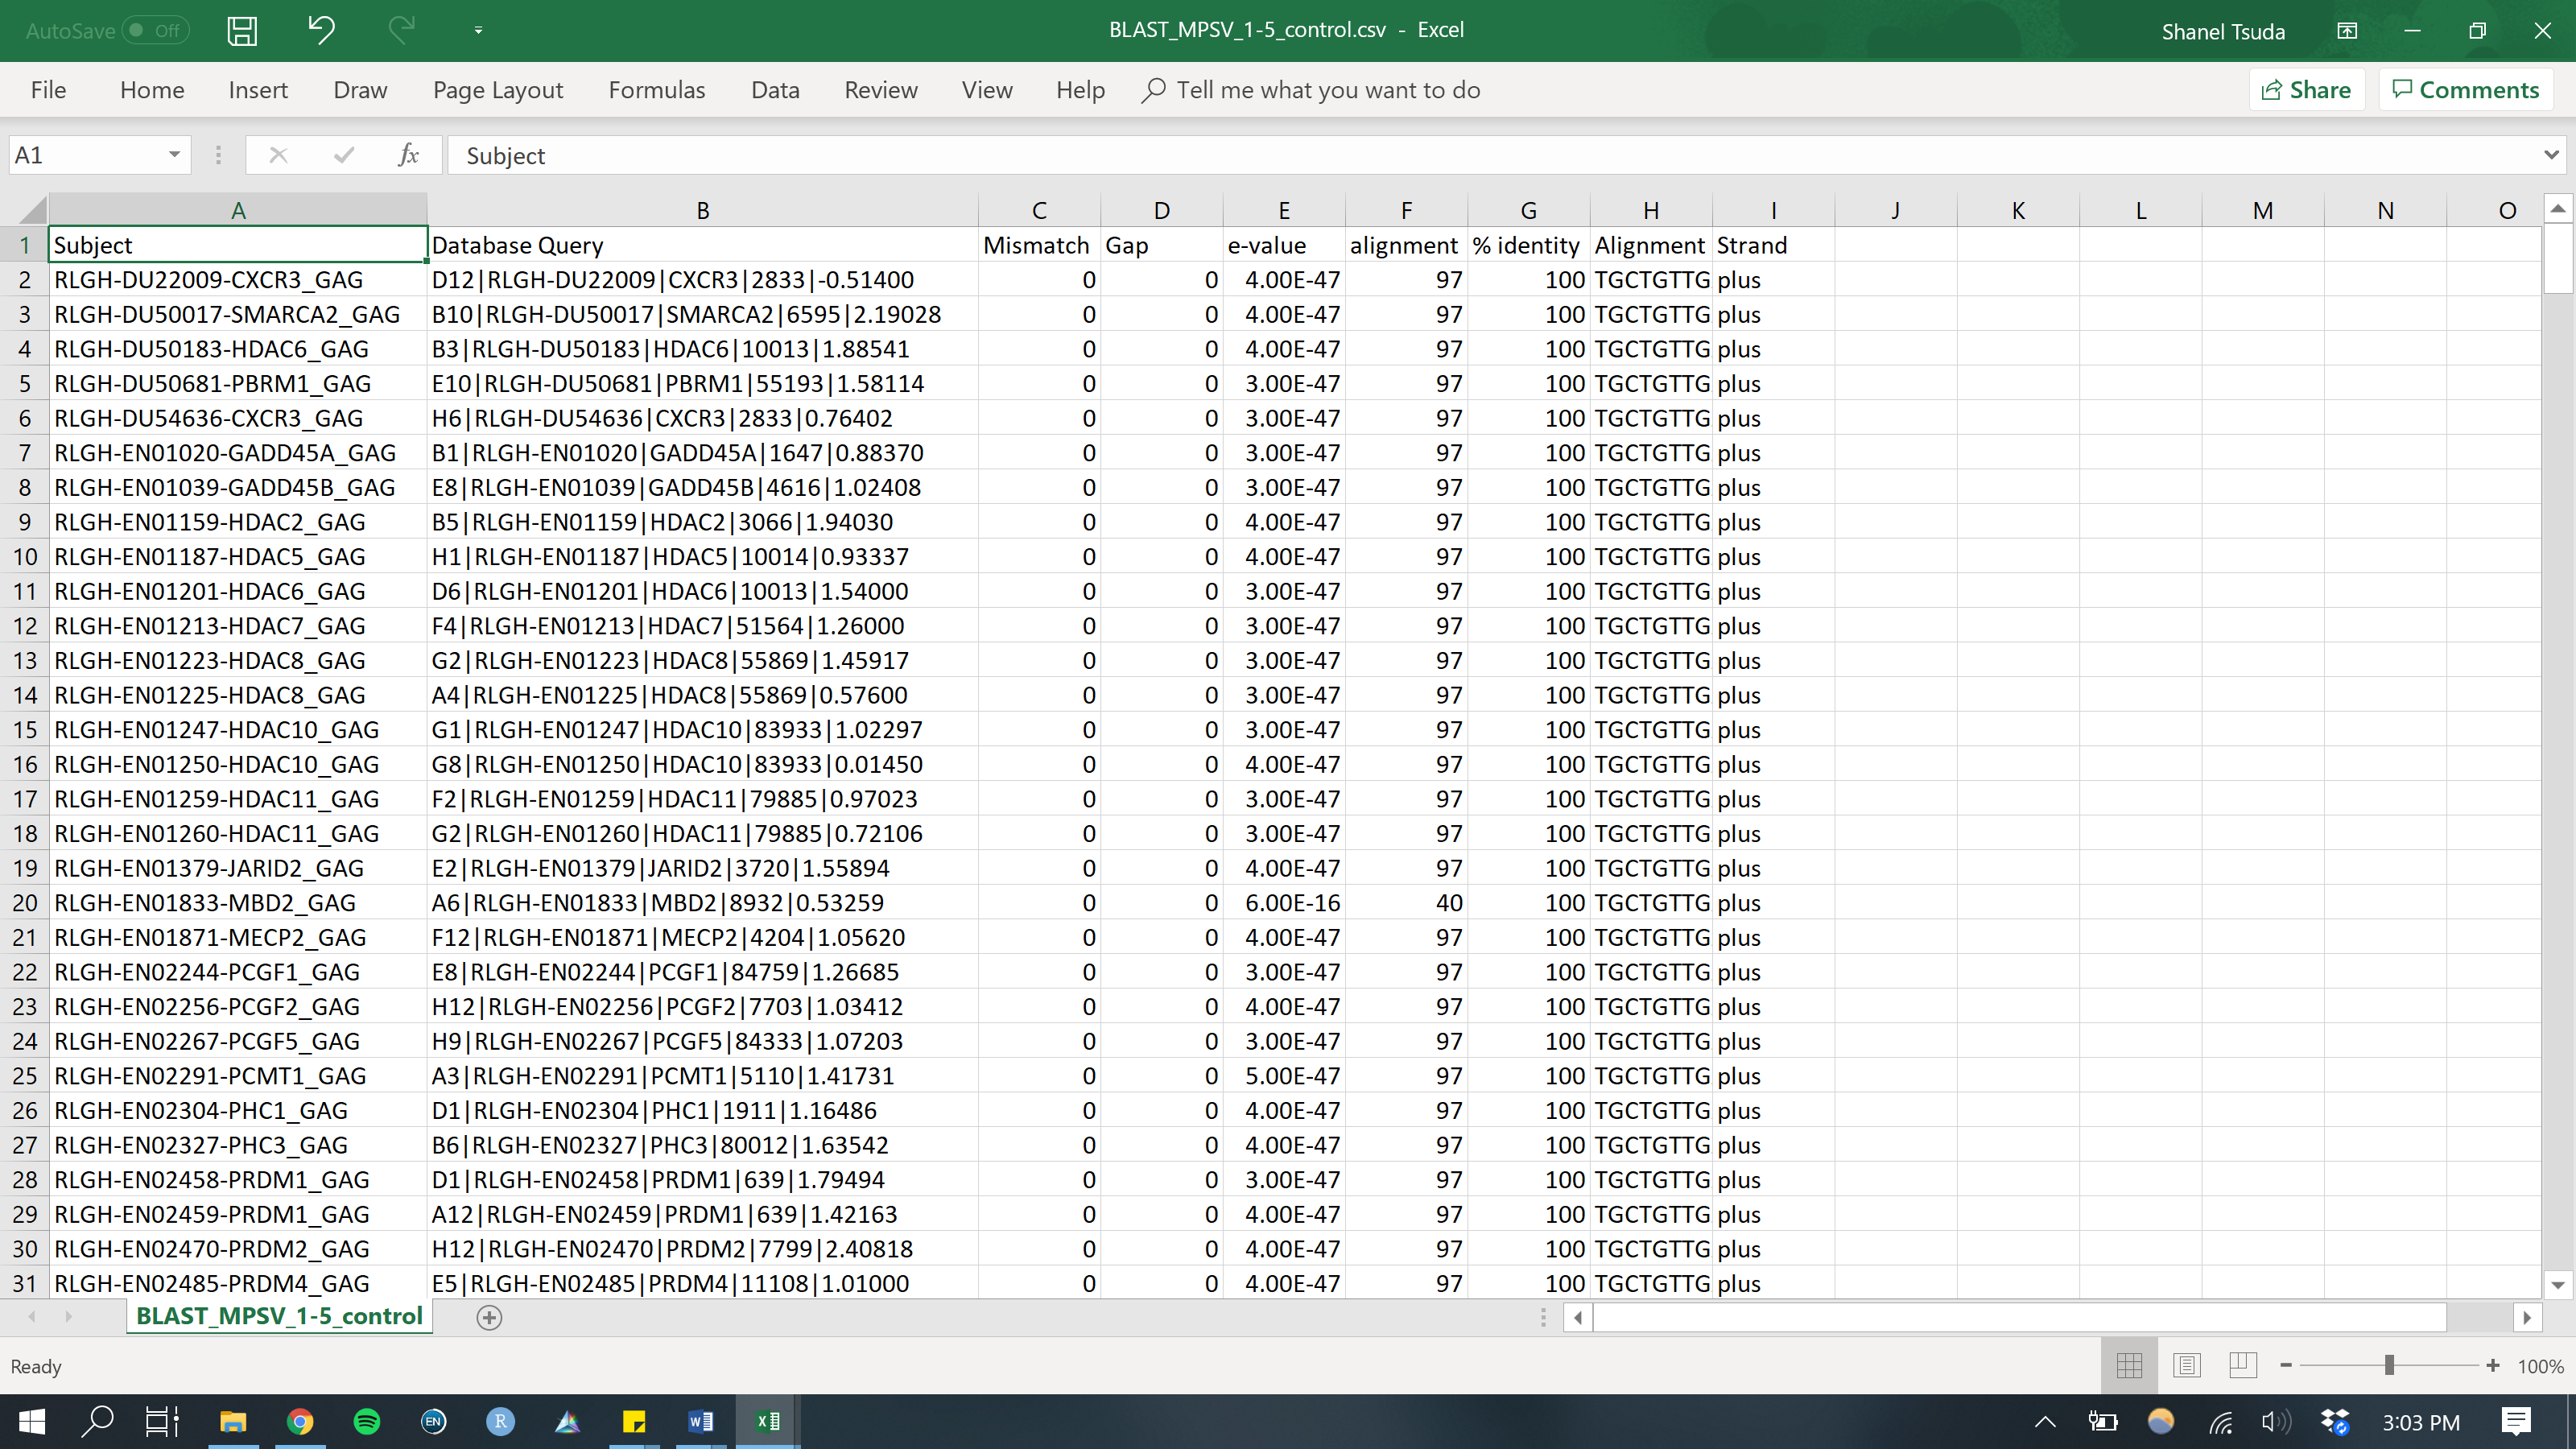 AutoSave Off BLAST_MPSV_1-5_control.csv - Excel Shanel Tsuda
File Home Insert Draw Page Layout Formulas Data Review View Help Tell me what you want to do Share Comments
A1 fx Subject
A B C D E F G H I J K L M N O
1 Subject Database Query Mismatch Gap e-value alignment % identity Alignment Strand
2 RLGH-DU22009-CXCR3_GAG D12|RLGH-DU22009|CXCR3|2833|-0.51400 0 0 4.00E-47 97 100 TGCTGTTG plus
3 RLGH-DU50017-SMARCA2_GAG B10|RLGH-DU50017|SMARCA2|6595|2.19028 0 0 4.00E-47 97 100 TGCTGTTG plus
4 RLGH-DU50183-HDAC6_GAG B3|RLGH-DU50183|HDAC6|10013|1.88541 0 0 4.00E-47 97 100 TGCTGTTG plus
5 RLGH-DU50681-PBRM1_GAG E10|RLGH-DU50681|PBRM1|55193|1.58114 0 0 3.00E-47 97 100 TGCTGTTG plus
6 RLGH-DU54636-CXCR3_GAG H6|RLGH-DU54636|CXCR3|2833|0.76402 0 0 3.00E-47 97 100 TGCTGTTG plus
7 RLGH-EN01020-GADD45A_GAG B1|RLGH-EN01020|GADD45A|1647|0.88370 0 0 3.00E-47 97 100 TGCTGTTG plus
8 RLGH-EN01039-GADD45B_GAG E8|RLGH-EN01039|GADD45B|4616|1.02408 0 0 3.00E-47 97 100 TGCTGTTG plus
9 RLGH-EN01159-HDAC2_GAG B5|RLGH-EN01159|HDAC2|3066|1.94030 0 0 4.00E-47 97 100 TGCTGTTG plus
10 RLGH-EN01187-HDAC5_GAG H1|RLGH-EN01187|HDAC5|10014|0.93337 0 0 4.00E-47 97 100 TGCTGTTG plus
11 RLGH-EN01201-HDAC6_GAG D6|RLGH-EN01201|HDAC6|10013|1.54000 0 0 3.00E-47 97 100 TGCTGTTG plus
12 RLGH-EN01213-HDAC7_GAG F4|RLGH-EN01213|HDAC7|51564|1.26000 0 0 3.00E-47 97 100 TGCTGTTG plus
13 RLGH-EN01223-HDAC8_GAG G2|RLGH-EN01223|HDAC8|55869|1.45917 0 0 3.00E-47 97 100 TGCTGTTG plus
14 RLGH-EN01225-HDAC8_GAG A4|RLGH-EN01225|HDAC8|55869|0.57600 0 0 3.00E-47 97 100 TGCTGTTG plus
15 RLGH-EN01247-HDAC10_GAG G1|RLGH-EN01247|HDAC10|83933|1.02297 0 0 3.00E-47 97 100 TGCTGTTG plus
16 RLGH-EN01250-HDAC10_GAG G8|RLGH-EN01250|HDAC10|83933|0.01450 0 0 4.00E-47 97 100 TGCTGTTG plus
17 RLGH-EN01259-HDAC11_GAG F2|RLGH-EN01259|HDAC11|79885|0.97023 0 0 3.00E-47 97 100 TGCTGTTG plus
18 RLGH-EN01260-HDAC11_GAG G2|RLGH-EN01260|HDAC11|79885|0.72106 0 0 3.00E-47 97 100 TGCTGTTG plus
19 RLGH-EN01379-JARID2_GAG E2|RLGH-EN01379|JARID2|3720|1.55894 0 0 4.00E-47 97 100 TGCTGTTG plus
20 RLGH-EN01833-MBD2_GAG A6|RLGH-EN01833|MBD2|8932|0.53259 0 0 6.00E-16 40 100 TGCTGTTG plus
21 RLGH-EN01871-MECP2_GAG F12|RLGH-EN01871|MECP2|4204|1.05620 0 0 4.00E-47 97 100 TGCTGTTG plus
22 RLGH-EN02244-PCGF1_GAG E8|RLGH-EN02244|PCGF1|84759|1.26685 0 0 3.00E-47 97 100 TGCTGTTG plus
23 RLGH-EN02256-PCGF2_GAG H12|RLGH-EN02256|PCGF2|7703|1.03412 0 0 4.00E-47 97 100 TGCTGTTG plus
24 RLGH-EN02267-PCGF5_GAG H9|RLGH-EN02267|PCGF5|84333|1.07203 0 0 3.00E-47 97 100 TGCTGTTG plus
25 RLGH-EN02291-PCMT1_GAG A3|RLGH-EN02291|PCMT1|5110|1.41731 0 0 5.00E-47 97 100 TGCTGTTG plus
26 RLGH-EN02304-PHC1_GAG D1|RLGH-EN02304|PHC1|1911|1.16486 0 0 4.00E-47 97 100 TGCTGTTG plus
27 RLGH-EN02327-PHC3_GAG B6|RLGH-EN02327|PHC3|80012|1.63542 0 0 4.00E-47 97 100 TGCTGTTG plus
28 RLGH-EN02458-PRDM1_GAG D1|RLGH-EN02458|PRDM1|639|1.79494 0 0 3.00E-47 97 100 TGCTGTTG plus
29 RLGH-EN02459-PRDM1_GAG A12|RLGH-EN02459|PRDM1|639|1.42163 0 0 4.00E-47 97 100 TGCTGTTG plus
30 RLGH-EN02470-PRDM2_GAG H12|RLGH-EN02470|PRDM2|7799|2.40818 0 0 4.00E-47 97 100 TGCTGTTG plus
31 RLGH-EN02485-PRDM4_GAG E5|RLGH-EN02485|PRDM4|11108|1.01000 0 0 4.00E-47 97 100 TGCTGTTG plus
BLAST_MPSV_1-5_control
Ready 100%
EN R W X 3:03 PM